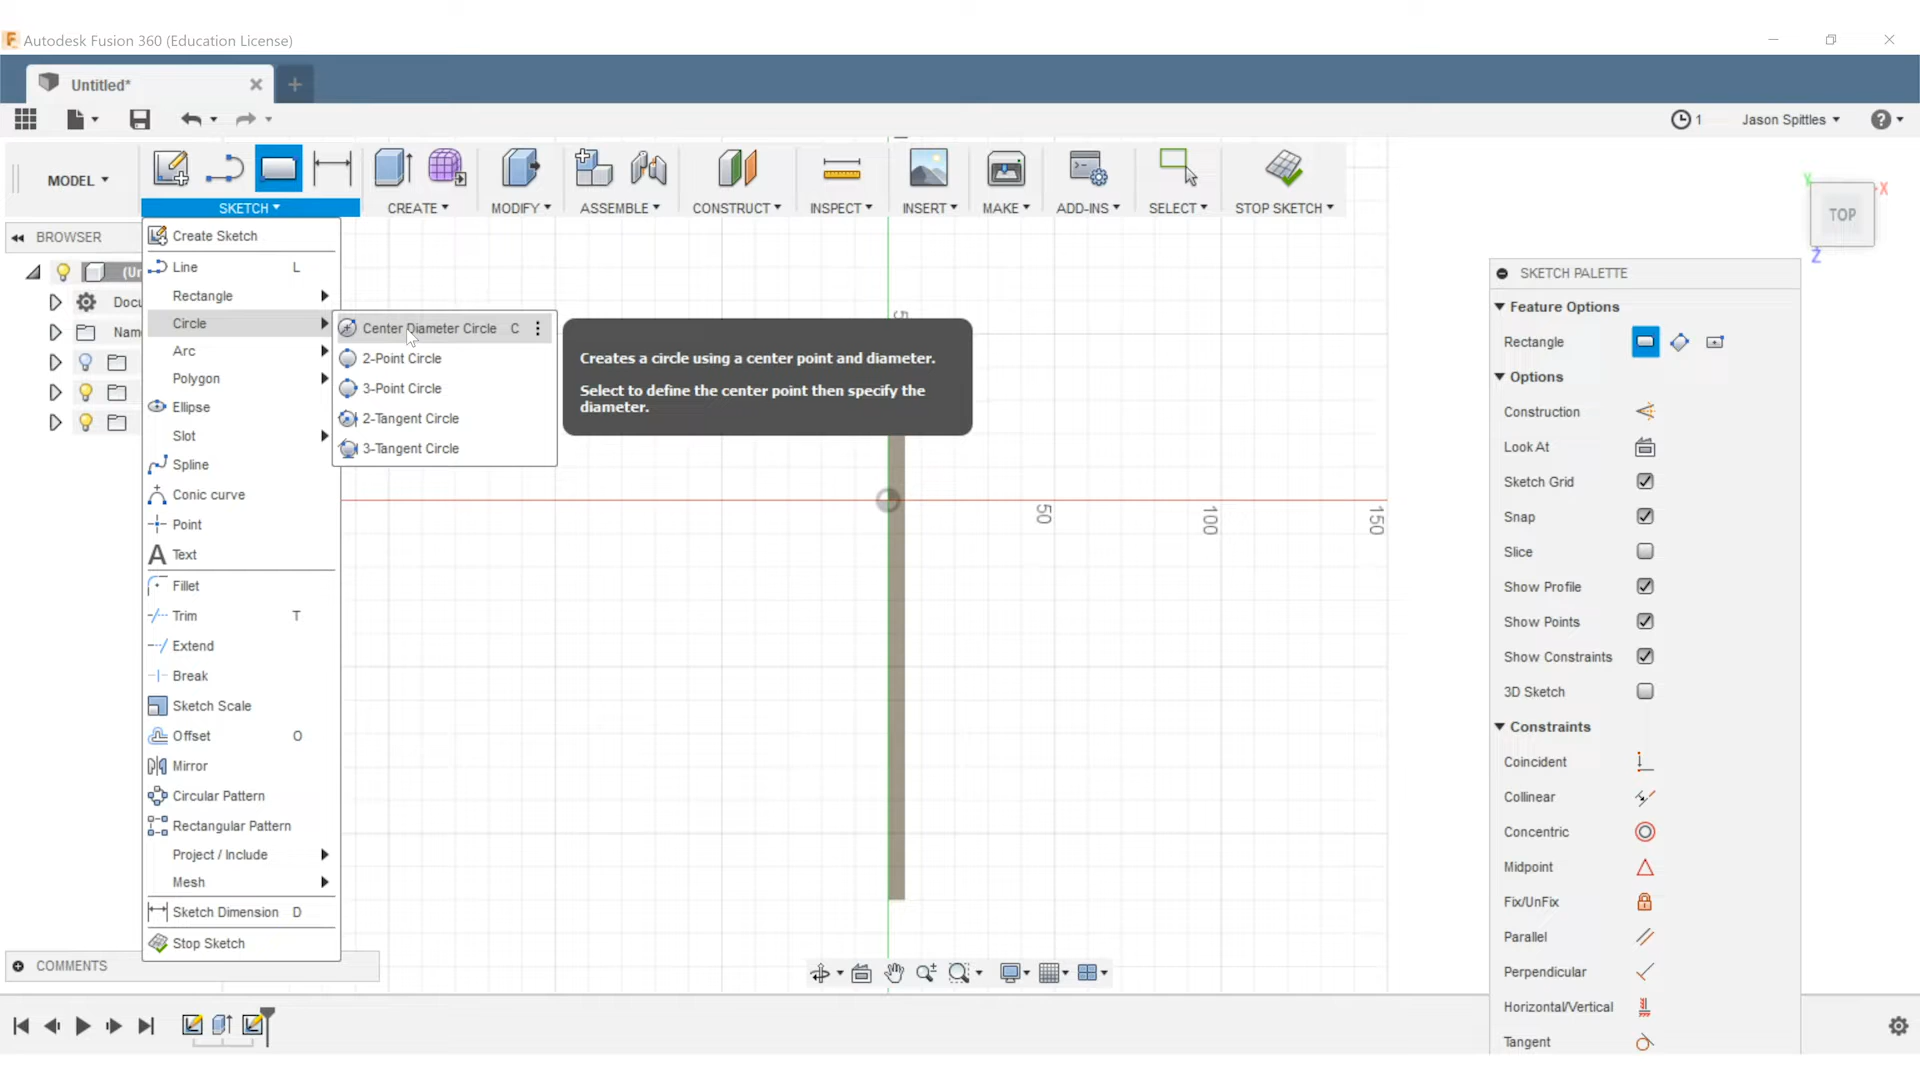 Autodesk Fusion 360 (Education License)
Untitled*
1
Jason Spittles
MODEL
SKETCH
CREATE
MODIFY
ASSEMBLE
CONSTRUCT
INSPECT
INSERT
MAKE
ADD-INS
SELECT
STOP SKETCH
BROWSER
(Un
Docu
Name
Create Sketch
Line L
Rectangle
Circle
Arc
Polygon
Ellipse
Slot
Spline
Conic curve
Point
Text
Fillet
Trim T
Extend
Break
Sketch Scale
Offset O
Mirror
Circular Pattern
Rectangular Pattern
Project / Include
Mesh
Sketch Dimension D
Stop Sketch
Center Diameter Circle C
2-Point Circle
3-Point Circle
2-Tangent Circle
3-Tangent Circle
Creates a circle using a center point and diameter.
Select to define the center point then specify the
diameter.
50
100
150
Y
X
TOP
Z
SKETCH PALETTE
Feature Options
Rectangle
Options
Construction
Look At
Sketch Grid
Snap
Slice
Show Profile
Show Points
Show Constraints
3D Sketch
Constraints
Coincident
Collinear
Concentric
Midpoint
Fix/UnFix
Parallel
Perpendicular
Horizontal/Vertical
Tangent
COMMENTS